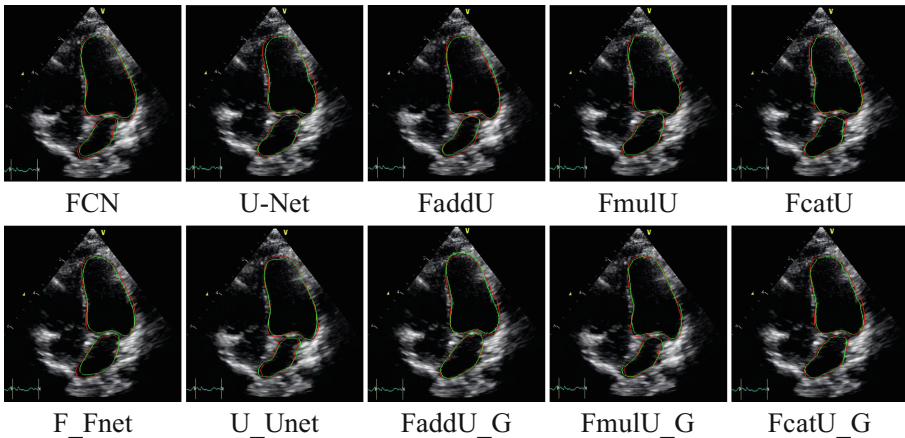 V V V V V
FCN U-Net FaddU FmulU FcatU
V V V V V
F_Fnet U_Unet FaddU_G FmulU_G FcatU_G